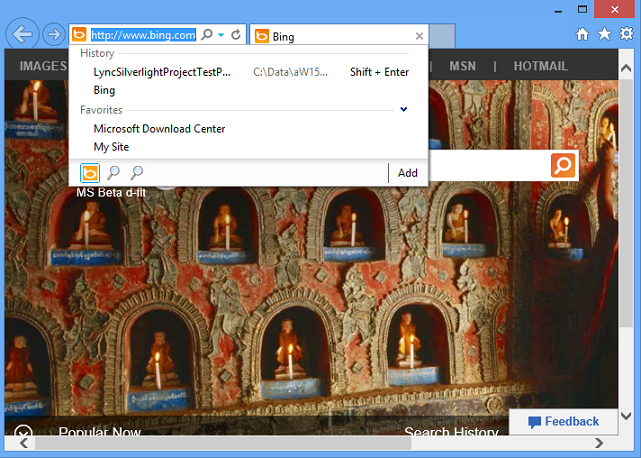 http://www.bing.com
Bing
History
LyncSilverlightProjectTestP... C:\Data\aW15... Shift + Enter
Bing
Favorites
Microsoft Download Center
My Site
Add
IMAGES | MSN | HOTMAIL
MS Beta d-flt
Feedback
Popular Now Search History